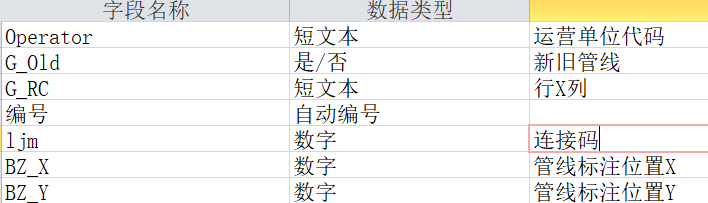 字段名称 数据类型
Operator 短文本 运营单位代码
G_Old 是/否 新旧管线
G_RC 短文本 行X列
编号 自动编号
ljm 数字 连接码
BZ_X 数字 管线标注位置X
BZ_Y 数字 管线标注位置Y